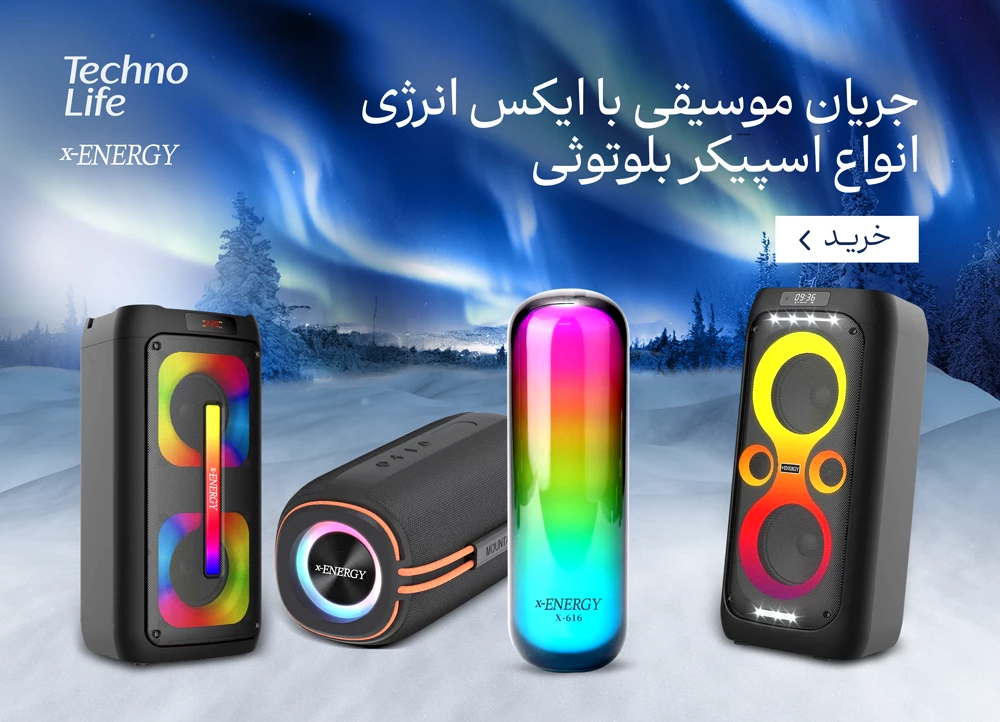 Techno
Life
x-ENERGY
جریان موسیقی با ایکس انرژی
انواع اسپیکر بلوتوثی
خرید
09:36
x-ENERGY
x-ENERGY
x-ENERGY
X-616
x-ENERGY